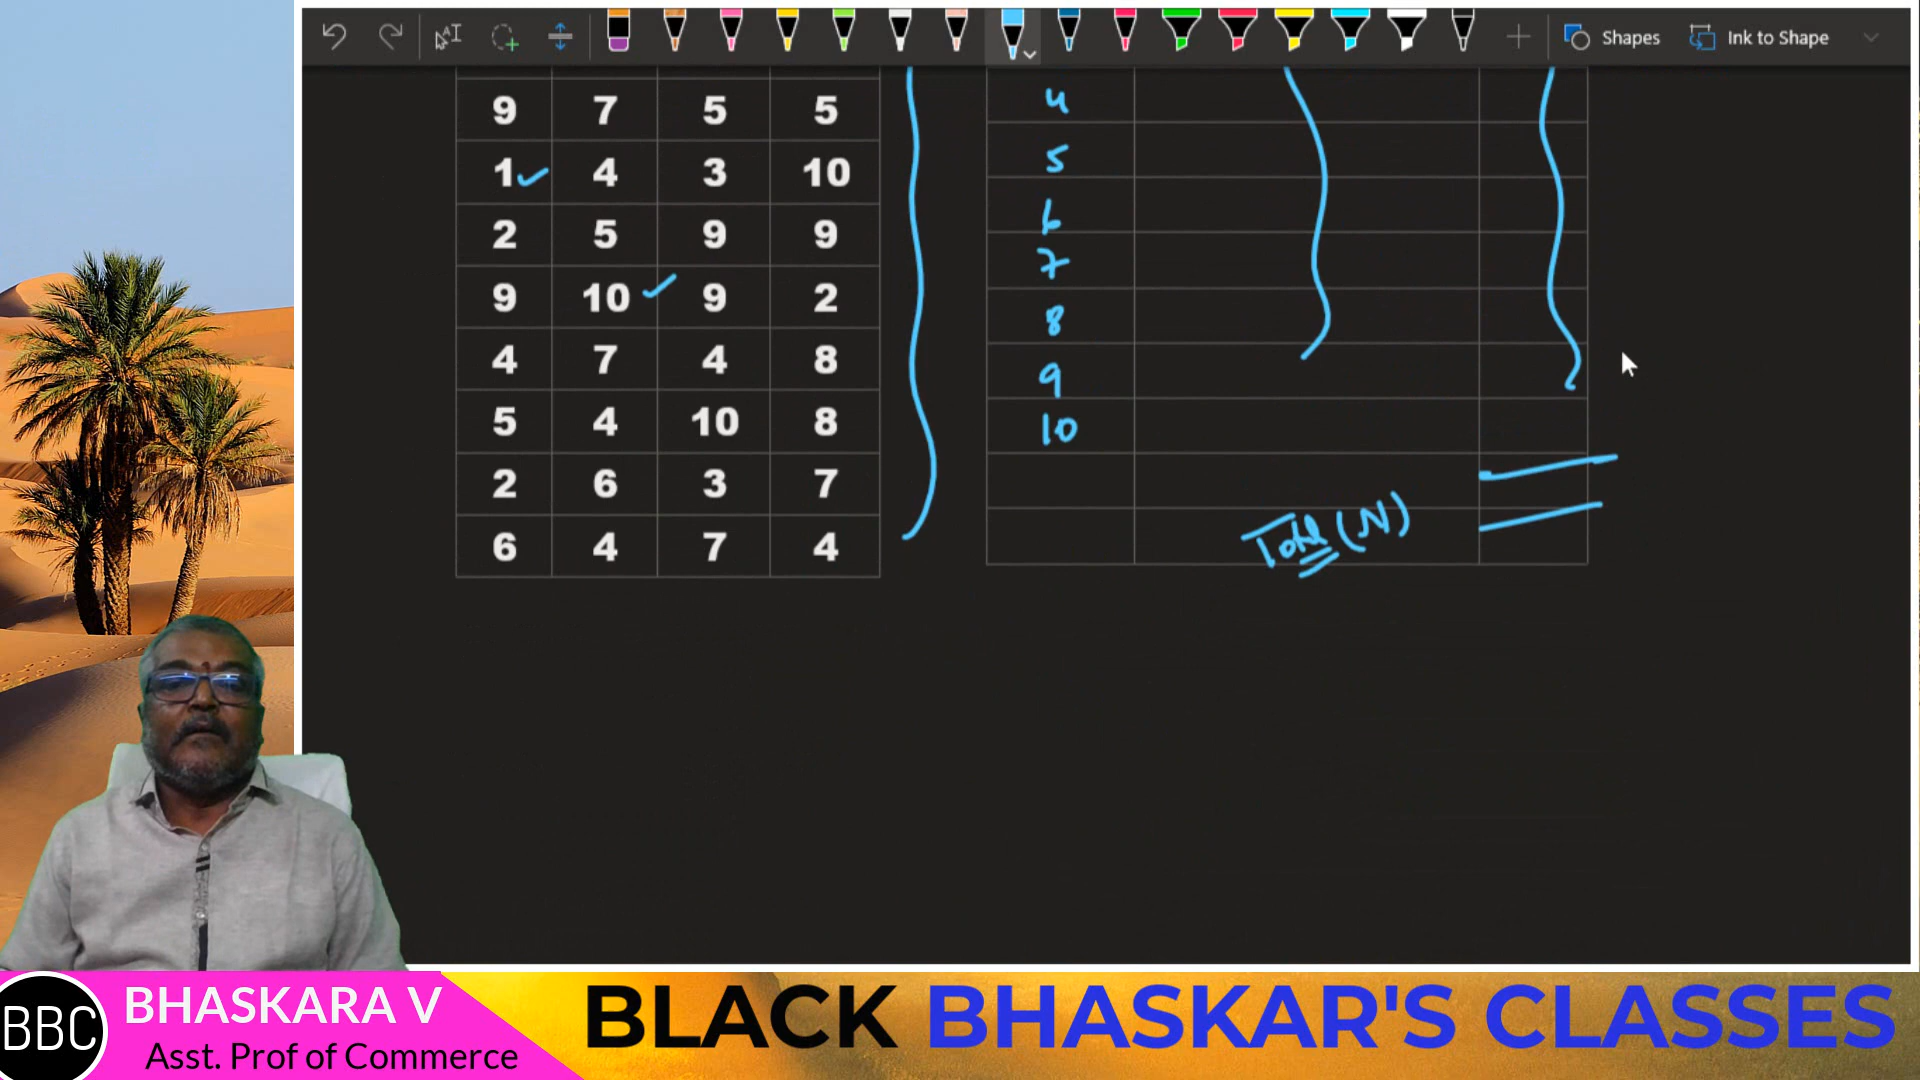 Shapes
Ink to Shape
9 7 5 5
1 4 3 10
2 5 9 9
9 10 9 2
4 7 4 8
5 4 10 8
2 6 3 7
6 4 7 4
4
5
6
7
8
9
10
Total (N)
BBC
BHASKARA V
Asst. Prof of Commerce
BLACK BHASKAR'S CLASSES